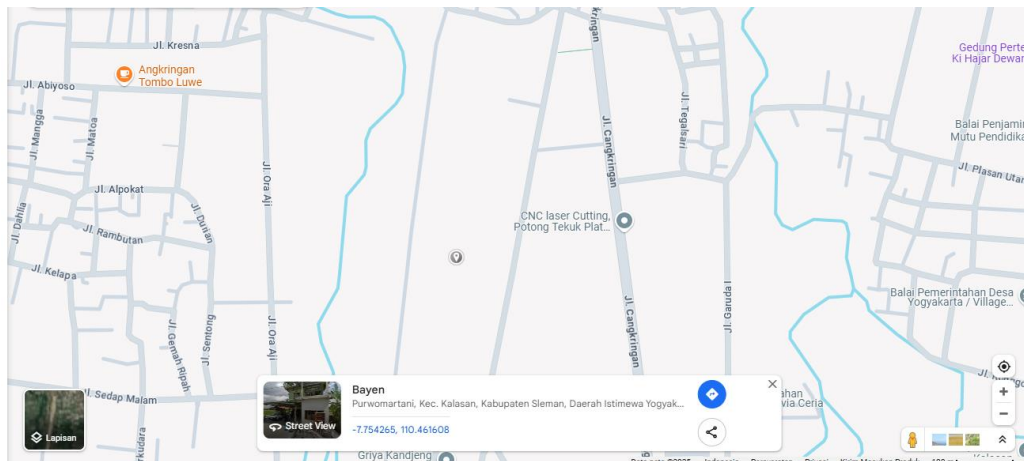 Jl. Kresna
Angkringan
Tombo Luwe
Jl. Abiyoso
Jl. Mangga
Jl. Matoa
Jl. Alpokat
Jl. Dahlia
Jl. Rambutan
Jl. Durian
Jl. Kelapa
Jl. Ora Aji
Jl. Ora Aji
Jl. Gemah Ripah
Jl. Sentong
Jl. Sedap Malam
Jl. Cangkringan
Jl. Tegalsari
CNC laser Cutting,
Potong Tekuk Plat...
Jl. Cangkringan
Jl. Garuda I
Gedung Perte
Ki Hajar Dewan
Balai Penjamin
Mutu Pendidika
Jl. Plasan Utar
Balai Pemerintahan Desa
Yogyakarta / Village...
Lapisan
Street View
Bayen
Purwomartani, Kec. Kalasan, Kabupaten Sleman, Daerah Istimewa Yogyak...
-7.754265, 110.461608
Griya Kandjeng